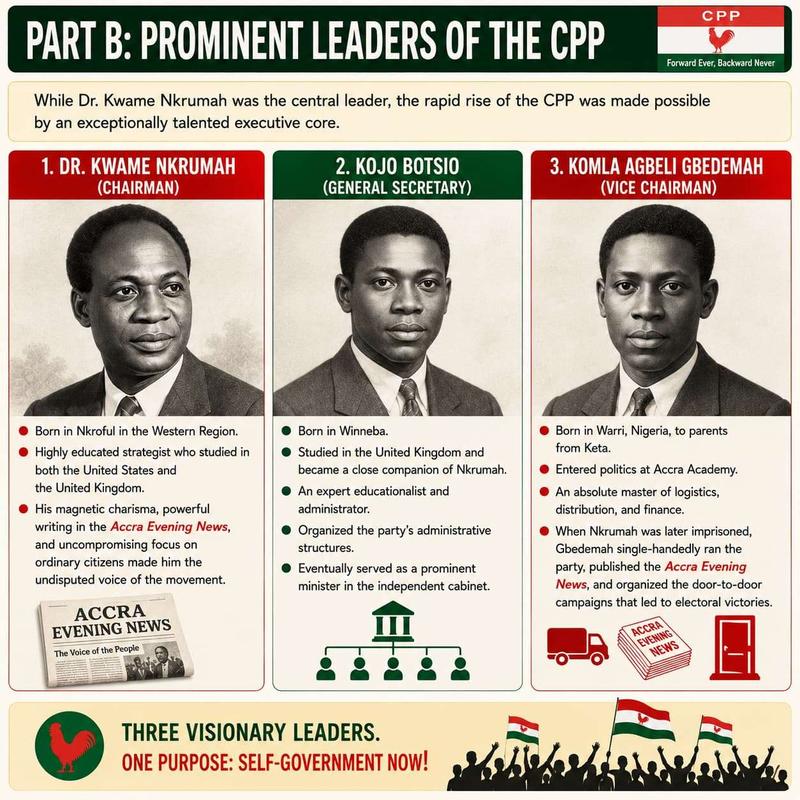 PART B: PROMINENT LEADERS OF THE CPP
CPP
Forward Ever, Backward Never
While Dr. Kwame Nkrumah was the central leader, the rapid rise of the CPP was made possible
by an exceptionally talented executive core.
1. DR. KWAME NKRUMAH
(CHAIRMAN)
Born in Nkroful in the Western Region.
Highly educated strategist who studied in
both the United States and
the United Kingdom.
His magnetic charisma, powerful
writing in the Accra Evening News,
and uncompromising focus on
ordinary citizens made him the
undisputed voice of the movement.
ACCRA
EVENING NEWS
The Voice of the People
2. KOJO BOTSIO
(GENERAL SECRETARY)
Born in Winneba.
Studied in the United Kingdom and
became a close companion of Nkrumah.
An expert educationalist and
administrator.
Organized the party's administrative
structures.
Eventually served as a prominent
minister in the independent cabinet.
3. KOMLA AGBELI GBEDEMAH
(VICE CHAIRMAN)
Born in Warri, Nigeria, to parents
from Keta.
Entered politics at Accra Academy.
An absolute master of logistics,
distribution, and finance.
When Nkrumah was later imprisoned,
Gbedemah single-handedly ran the
party, published the Accra Evening
News, and organized the door-to-door
campaigns that led to electoral victories.
ACCRA
EVENING
NEWS
THREE VISIONARY LEADERS.
ONE PURPOSE: SELF-GOVERNMENT NOW!